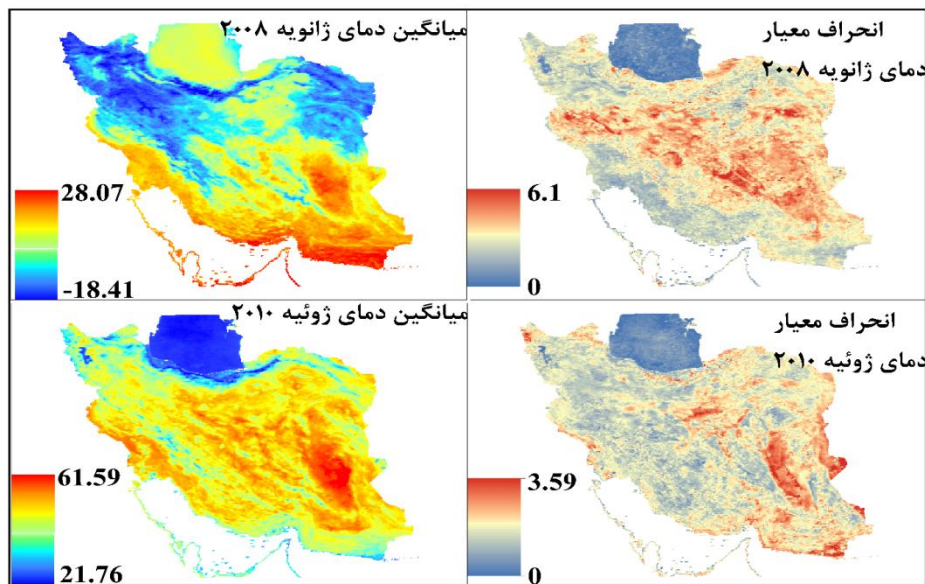 میانگین دمای ژانویه ۲۰۰۸
28.07
-18.41
انحراف معیار
دمای ژانویه ۲۰۰۸
6.1
0
میانگین دمای ژوئیه ۲۰۱۰
61.59
21.76
انحراف معیار
دمای ژوئیه ۲۰۱۰
3.59
0